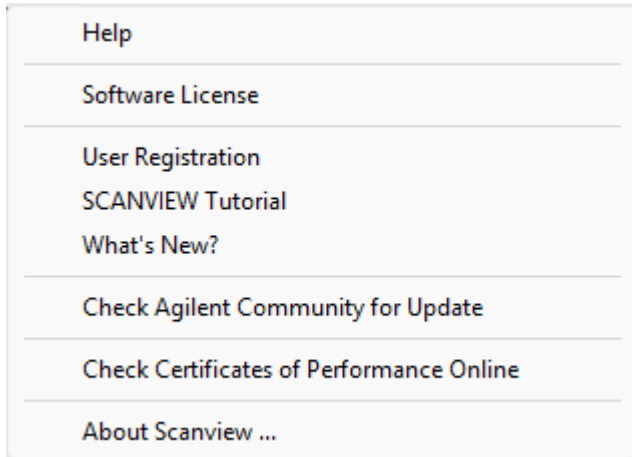 Help
Software License
User Registration
SCANVIEW Tutorial
What's New?
Check Agilent Community for Update
Check Certificates of Performance Online
About Scanview ...